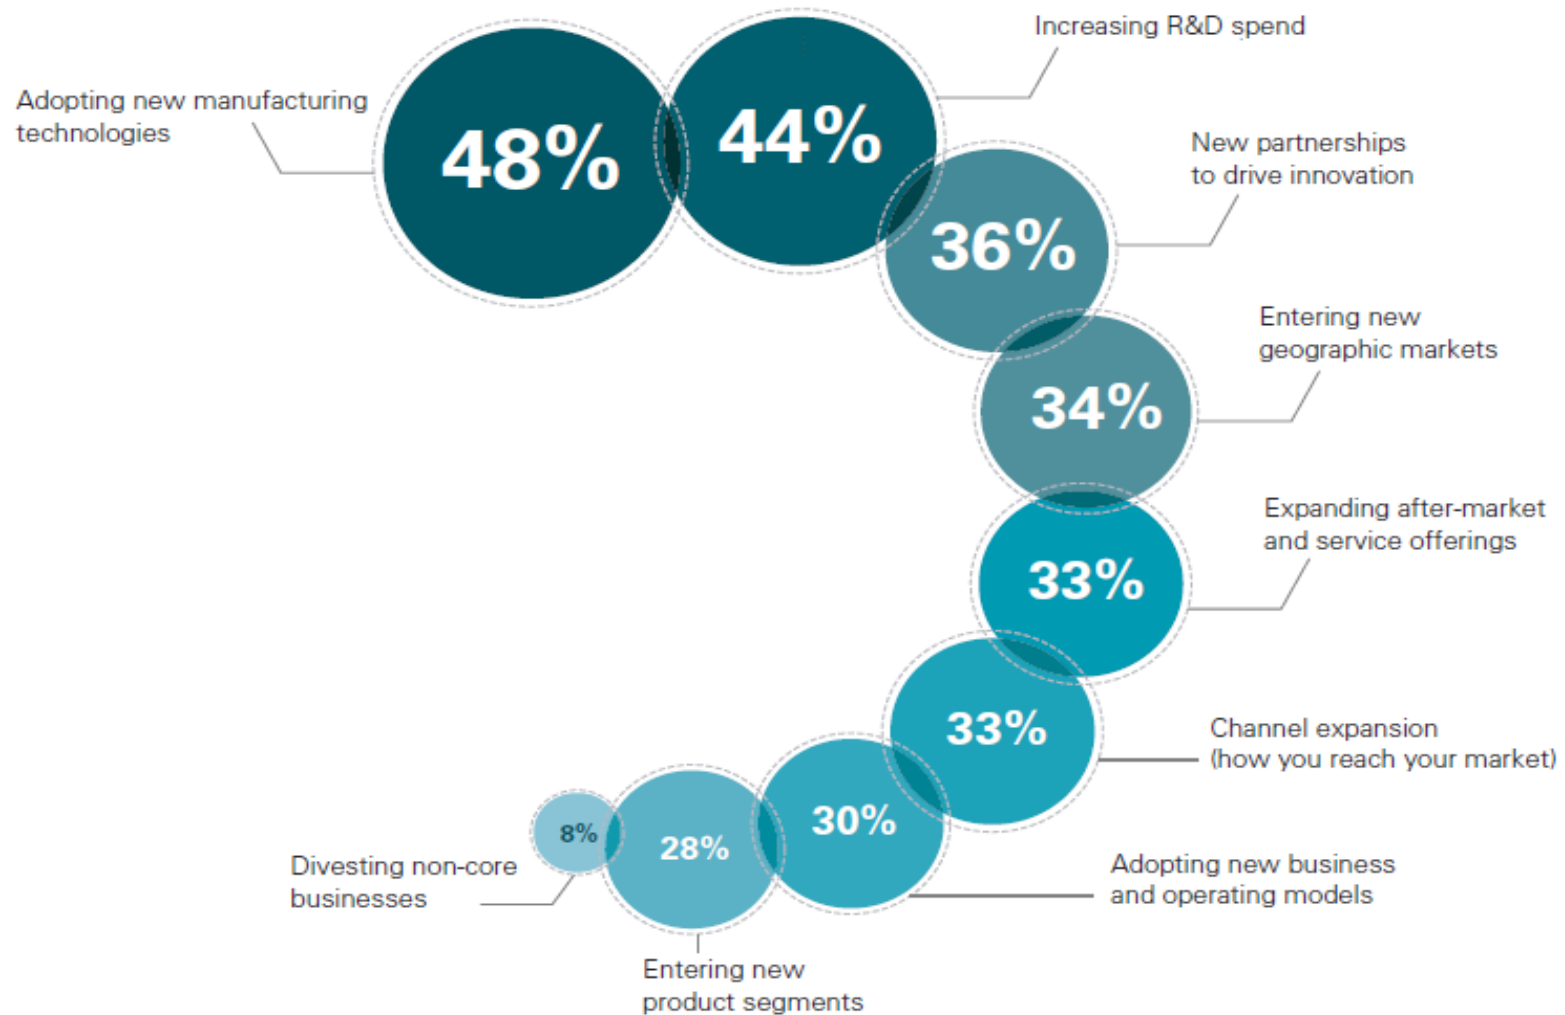 Adopting new manufacturing
technologies
48%
44%
Increasing R&D spend
36%
New partnerships
to drive innovation
34%
Entering new
geographic markets
33%
Expanding after-market
and service offerings
33%
Channel expansion
(how you reach your market)
30%
Adopting new business
and operating models
28%
Entering new
product segments
8%
Divesting non-core
businesses